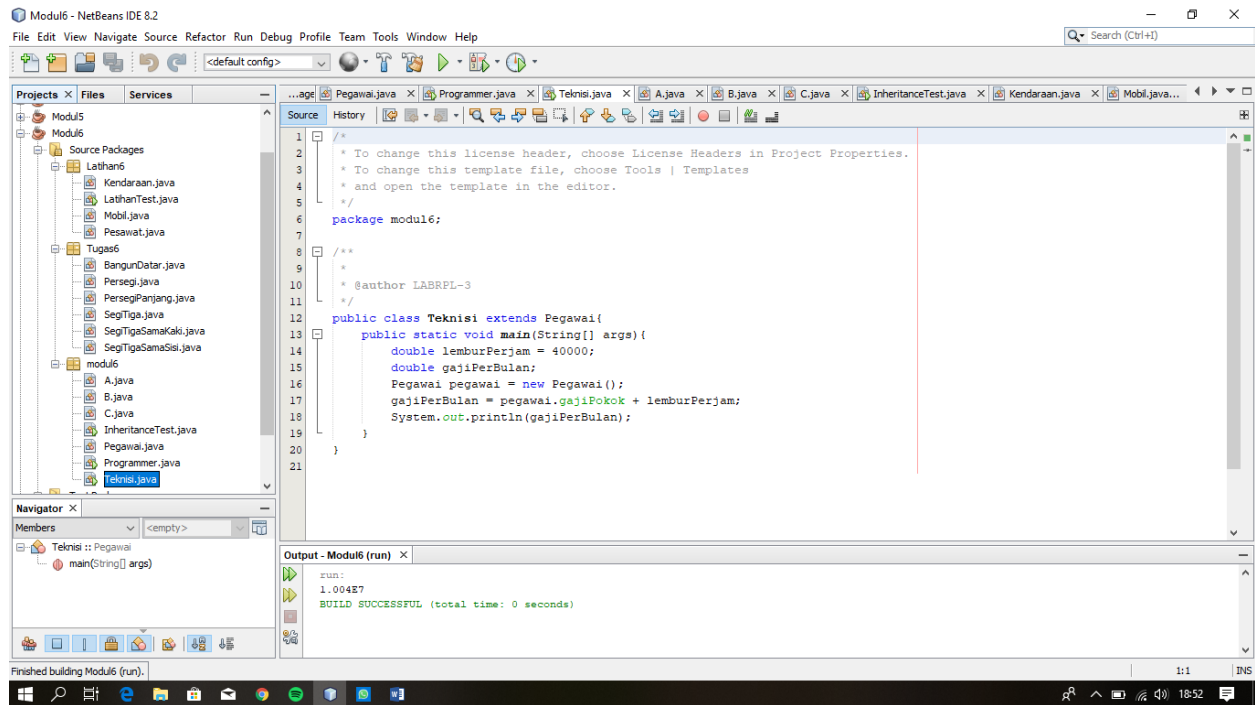 Modul6 - NetBeans IDE 8.2
File Edit View Navigate Source Refactor Run Debug Profile Team Tools Window Help
Search (Ctrl+I)
<default config>
Projects Files Services
Modul5
Modul6
Source Packages
Latihan6
Kendaraan.java
LatihanTest.java
Mobil.java
Pesawat.java
Tugas6
BangunDatar.java
Persegi.java
PersegiPanjang.java
SegiTiga.java
SegiTigaSamaKaki.java
SegiTigaSamaSisi.java
modul6
A.java
B.java
C.java
InheritanceTest.java
Pegawai.java
Programmer.java
Teknisi.java
Navigator
Members <empty>
Teknisi :: Pegawai
main(String[] args)
...age Pegawai.java Programmer.java Teknisi.java A.java B.java C.java InheritanceTest.java Kendaraan.java Mobil.java...
Source History
1 /*
2 * To change this license header, choose License Headers in Project Properties.
3 * To change this template file, choose Tools | Templates
4 * and open the template in the editor.
5 */
6 package modul6;
7
8 /**
9 *
10 * @author LABRPL-3
11 */
12 public class Teknisi extends Pegawai{
13 public static void main(String[] args){
14 double lemburPerjam = 40000;
15 double gajiPerBulan;
16 Pegawai pegawai = new Pegawai();
17 gajiPerBulan = pegawai.gajiPokok + lemburPerjam;
18 System.out.println(gajiPerBulan);
19 }
20 }
21
Output - Modul6 (run)
run:
1.004E7
BUILD SUCCESSFUL (total time: 0 seconds)
Finished building Modul6 (run).
1:1 INS
18:52